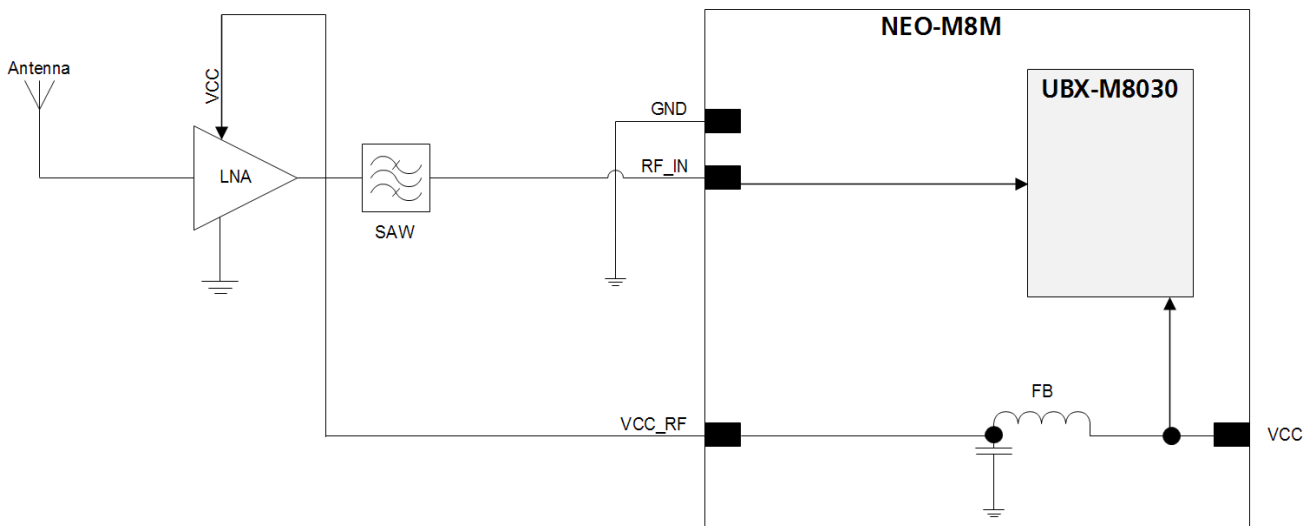 NEO-M8M
Antenna
VCC
UBX-M8030
GND
LNA
RF_IN
SAW
FB
VCC_RF
VCC